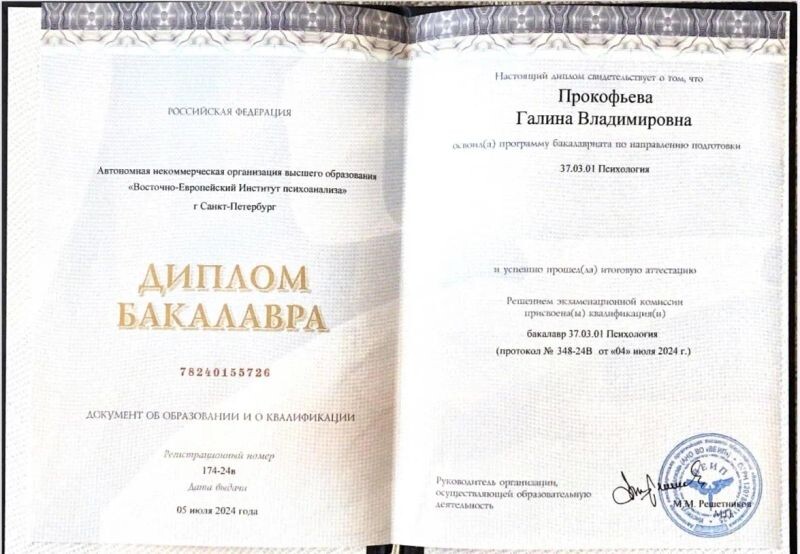 РОССИЙСКАЯ ФЕДЕРАЦИЯ
Автономная некоммерческая организация высшего образования
«Восточно-Европейский Институт психоанализа»
г Санкт-Петербург
ДИПЛОМ
БАКАЛАВРА
78240155726
ДОКУМЕНТ ОБ ОБРАЗОВАНИИ И О КВАЛИФИКАЦИИ
Регистрационный номер
174-24в
Дата выдачи
05 июля 2024 года
Настоящий диплом свидетельствует о том, что
Прокофьева
Галина Владимировна
освоил(а) программу бакалавриата по направлению подготовки
37.03.01 Психология
и успешно прошел(ла) итоговую аттестацию
Решением экзаменационной комиссии
присвоена(ы) квалификация(и)
бакалавр 37.03.01 Психология
(протокол № 348-24В от «04» июля 2024 г.)
Руководитель организации,
осуществляющей образовательную
деятельность
М.М. Решетников
М.П.
ВЕИП